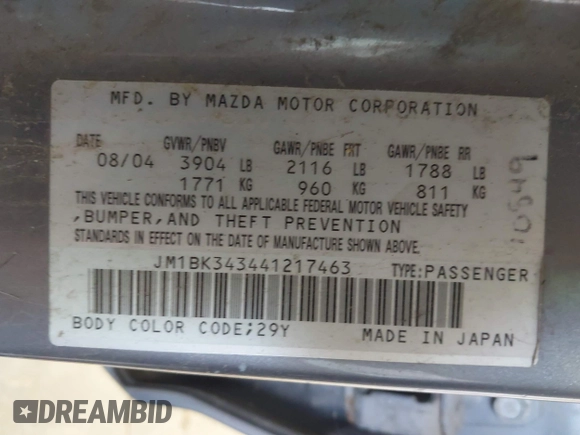 MFD. BY MAZDA MOTOR CORPORATION
DATE GVWR/PNBV GAWR/PNBE FRT GAWR/PNBE RR
08/04 3904 LB 2116 LB 1788 LB
1771 KG 960 KG 811 KG
THIS VEHICLE CONFORMS TO ALL APPLICABLE FEDERAL MOTOR VEHICLE SAFETY
,BUMPER,AND THEFT PREVENTION
STANDARDS IN EFFECT ON THE DATE OF MANUFACTURE SHOWN ABOVE.
JM1BK343441217463 TYPE:PASSENGER
BODY COLOR CODE;29Y MADE IN JAPAN
10549
DREAMBID